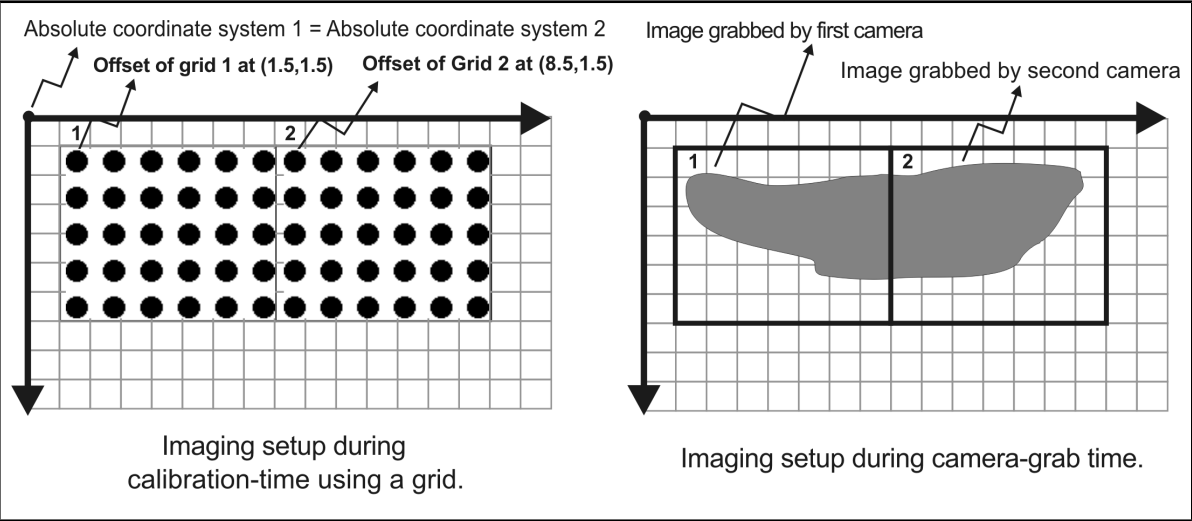 Absolute coordinate system 1 = Absolute coordinate system 2
Offset of grid 1 at (1.5,1.5)
Offset of Grid 2 at (8.5,1.5)
1
2
Imaging setup during
calibration-time using a grid.
Image grabbed by first camera
Image grabbed by second camera
1
2
Imaging setup during camera-grab time.